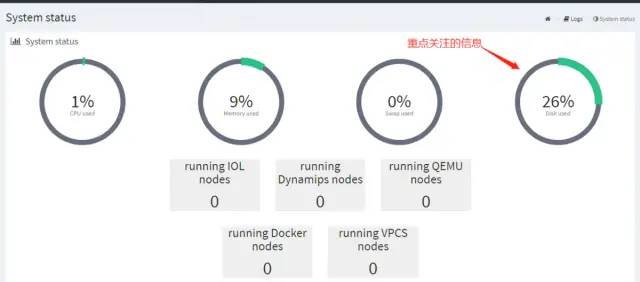 System status
Logs
System status
System status
重点关注的信息
1%
CPU used
9%
Memory used
0%
Swap used
26%
Disk used
running IOL
nodes
0
running
Dynamips nodes
0
running QEMU
nodes
0
running Docker
nodes
0
running VPCS
nodes
0